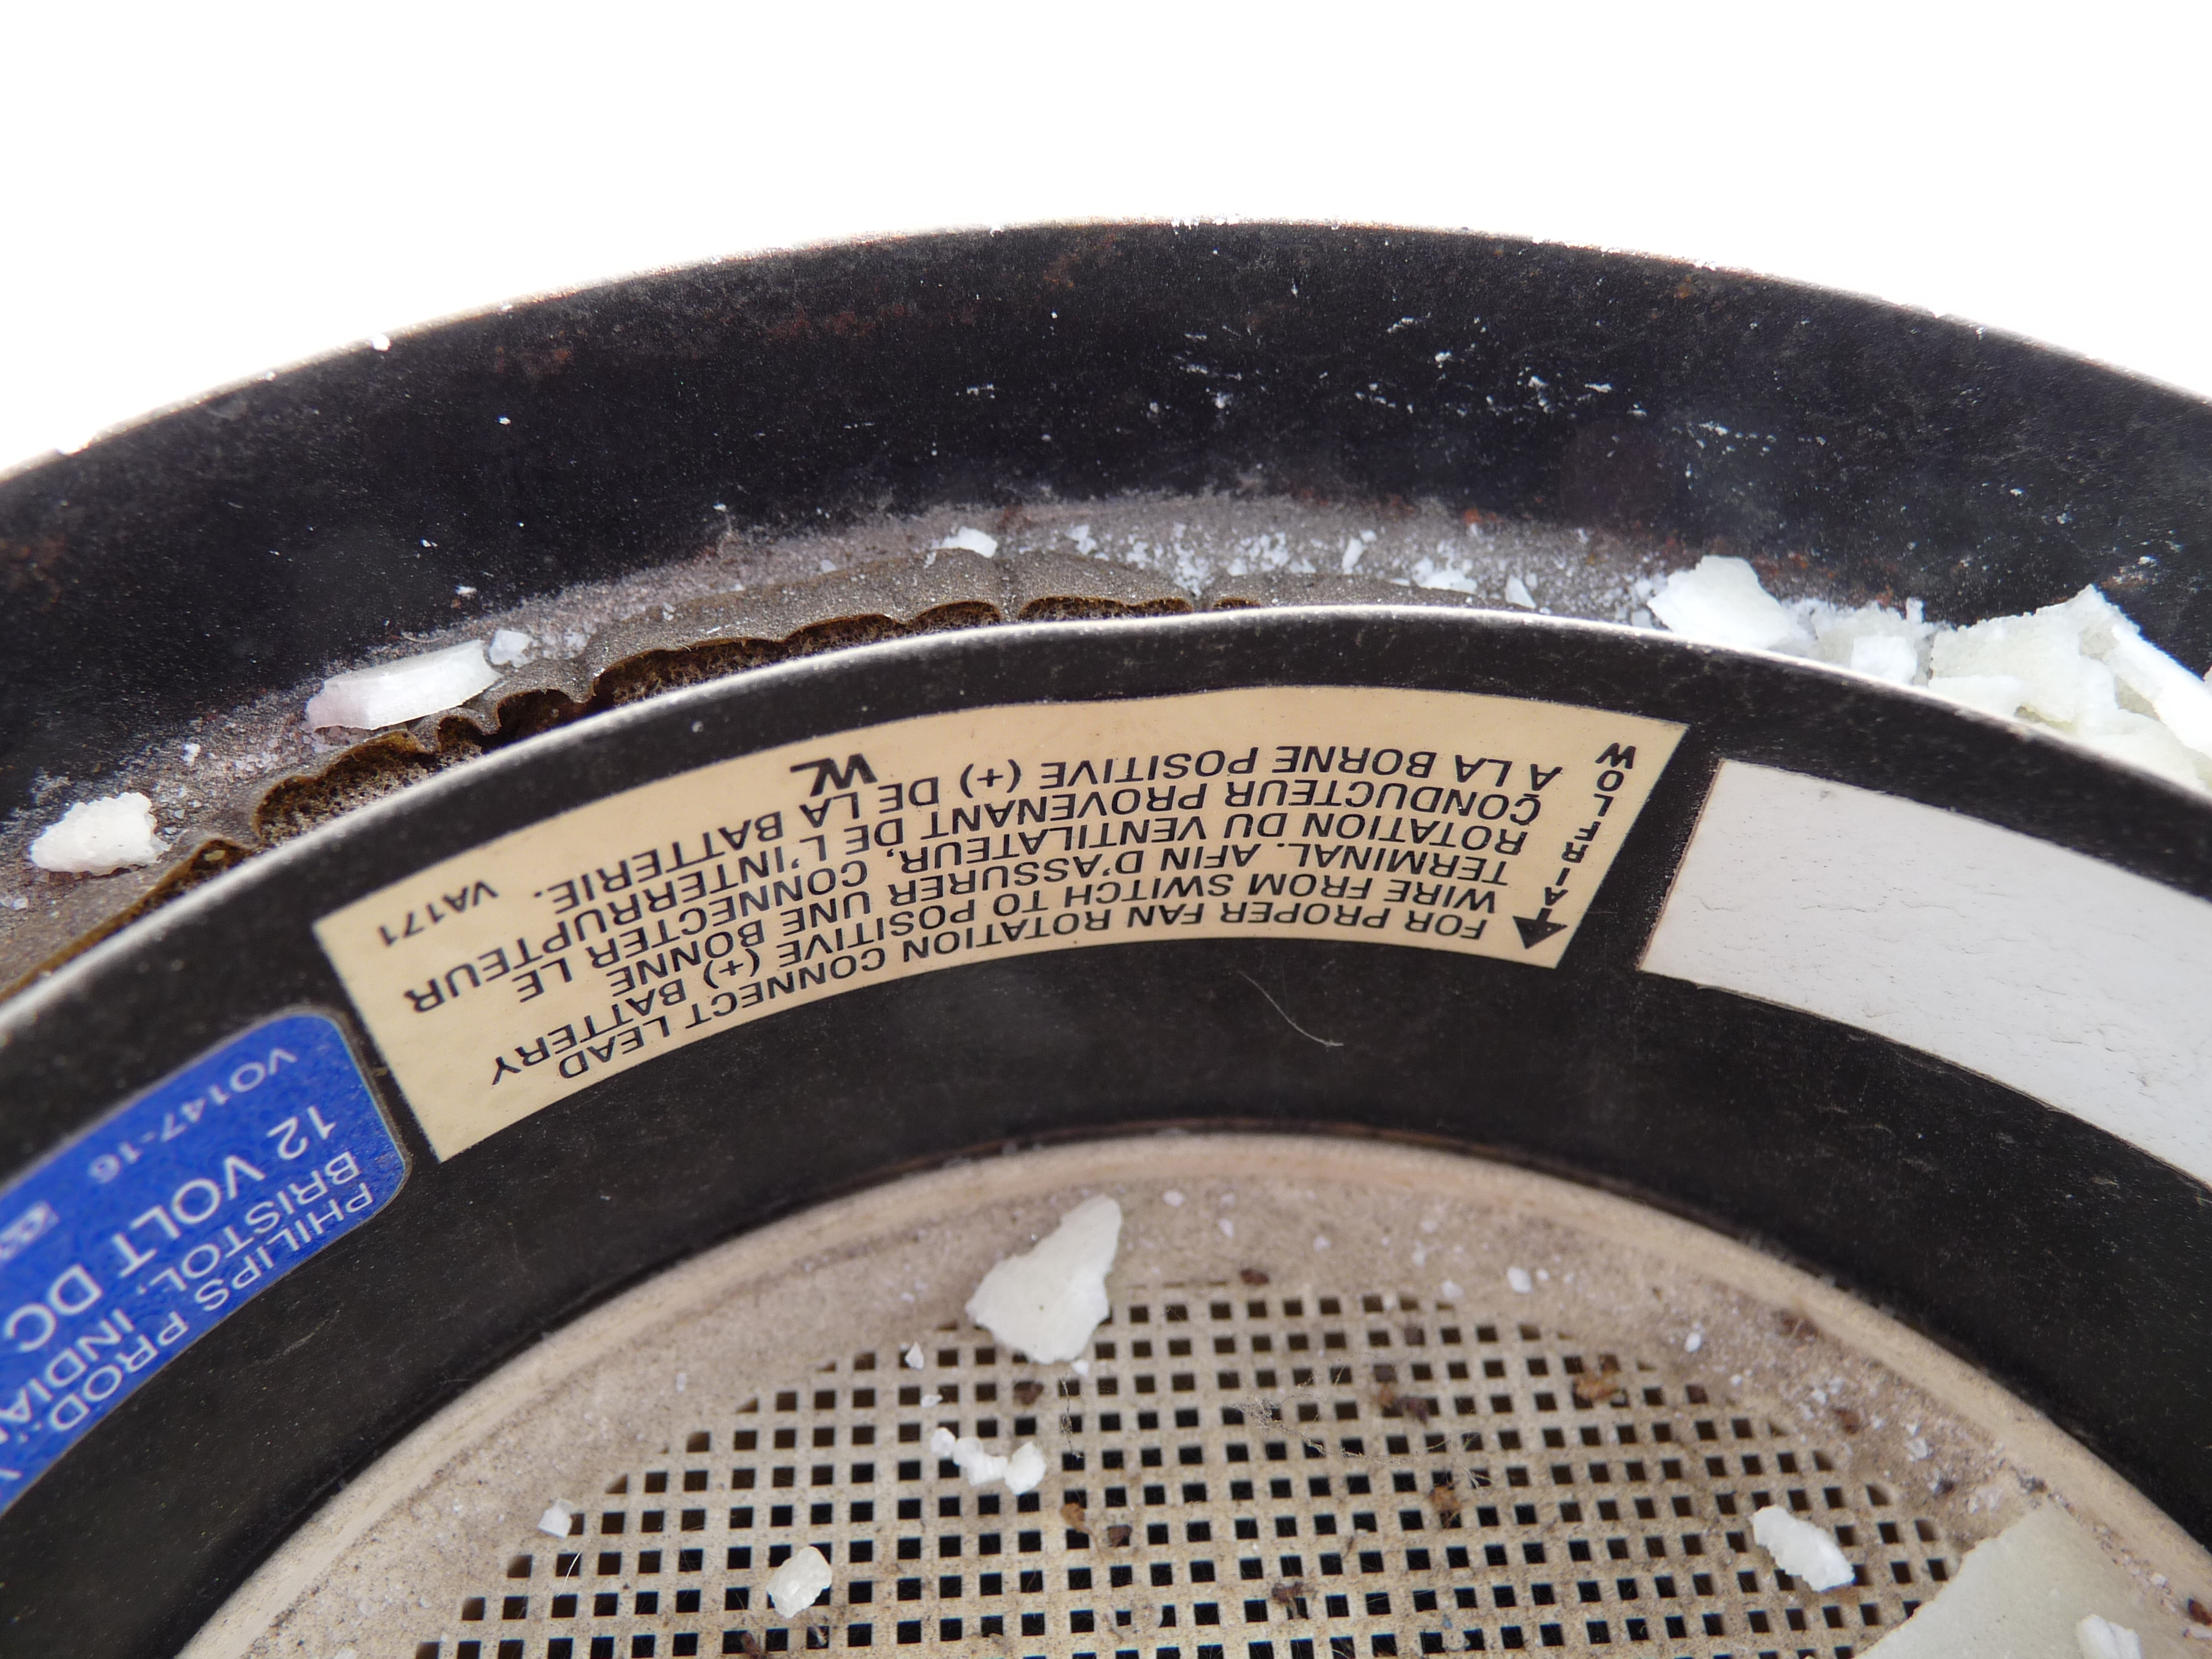 AIRFLOW
FOR PROPER FAN ROTATION CONNECT LEAD
WIRE FROM SWITCH TO POSITIVE (+) BATTERY
TERMINAL. AFIN D'ASSURER UNE BONNE
ROTATION DU VENTILATEUR, CONNECTER LE
CONDUCTEUR PROVENANT DE L'INTERRUPTEUR
A LA BORNE POSITIVE (+) DE LA BATTERIE.
VA171
PHILIPS PROD.
BRISTOL, INDIA
12 VOLT DC
VO147-16